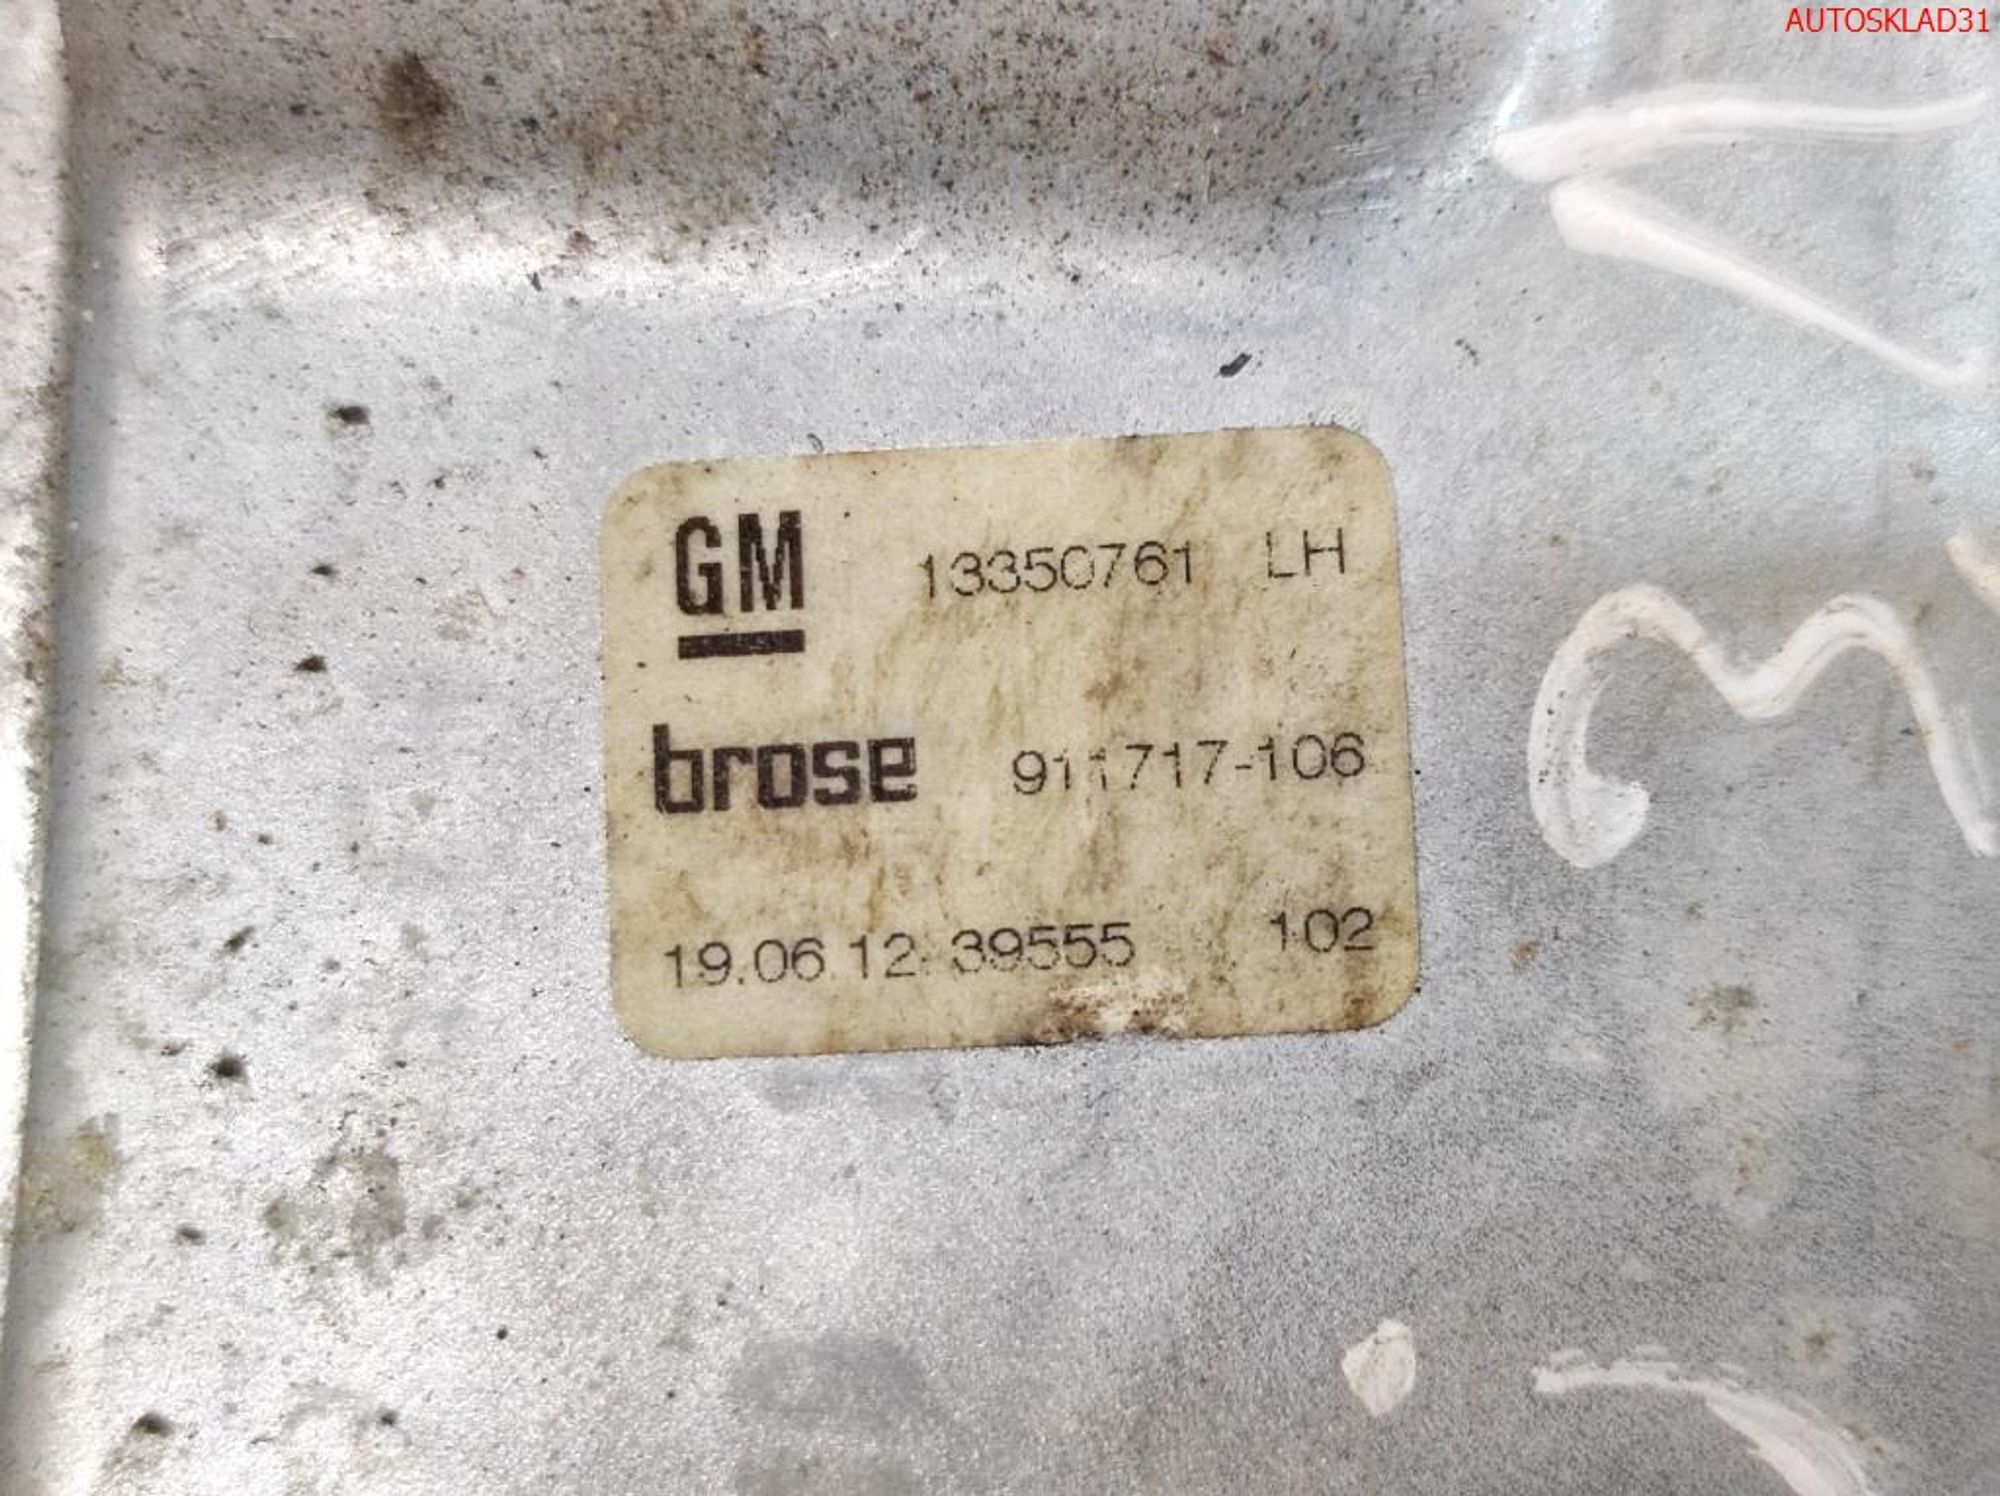 AUTOSKLAD31
GM 13350761 LH
brose 911717-106
19.06.12 39555 102